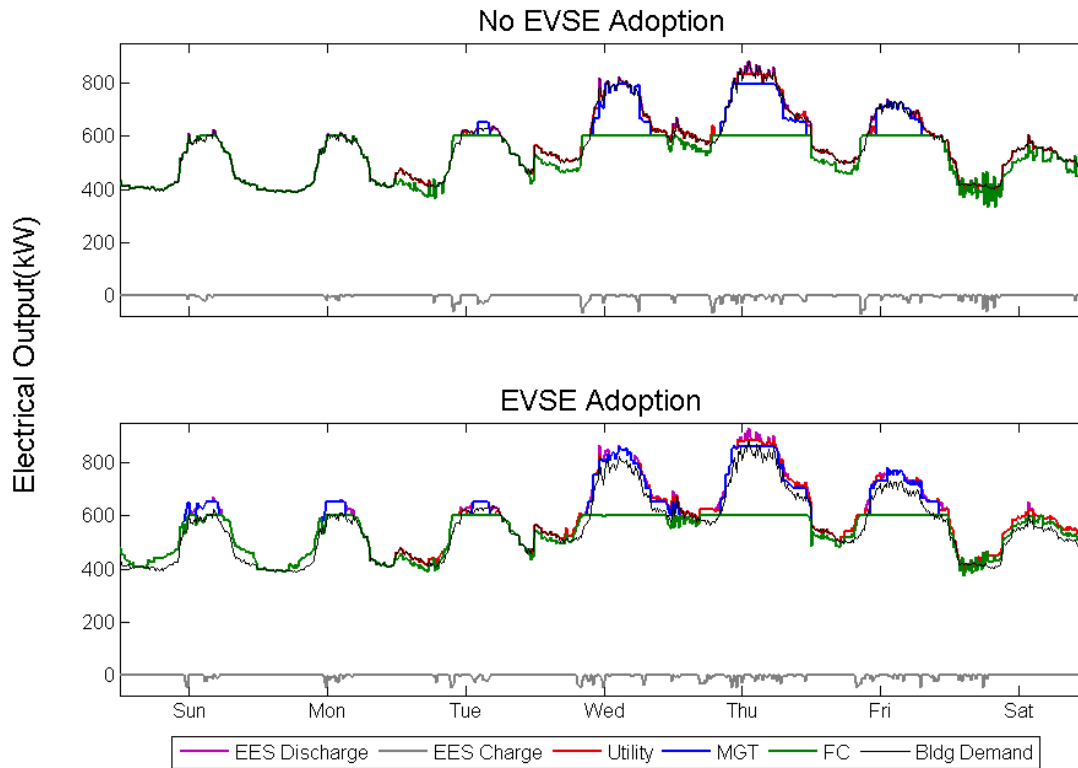 No EVSE Adoption
800
600
400
200
0
Electrical Output(kW)
EVSE Adoption
800
600
400
200
0
Sun Mon Tue Wed Thu Fri Sat
EES Discharge EES Charge Utility MGT FC Bldg Demand